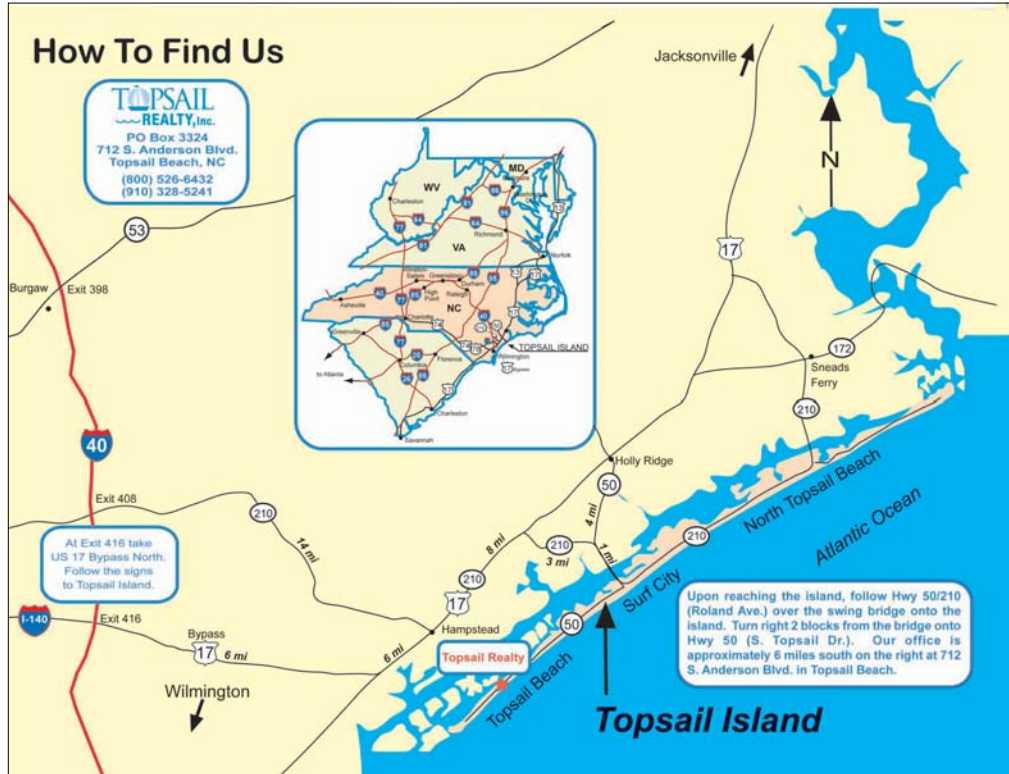 How To Find Us
TOPSAIL
REALTY, Inc.
PO Box 3324
712 S. Anderson Blvd.
Topsail Beach, NC
(800) 526-6432
(910) 328-5241
Jacksonville
N
53
Burgaw
Exit 398
17
172
Sneads
Ferry
210
WV
MD
Charleston
VA
Richmond
Norfolk
Greensboro
Durham
High
Point
Raleigh
Asheville
NC
Charlotte
Greenville
TOPSAIL ISLAND
Wilmington
Florence
Columbia
to Atlanta
Charleston
Savannah
40
Exit 408
210
14 mi
Holly Ridge
50
4 mi
8 mi
210
3 mi
1 mi
210
17
Hampstead
6 mi
At Exit 416 take
US 17 Bypass North.
Follow the signs
to Topsail Island.
I-140
Exit 416
Bypass
17
6 mi
Wilmington
North Topsail Beach
210
Surf City
50
Topsail Beach
Atlantic Ocean
Topsail Realty
Topsail Island
Upon reaching the island, follow Hwy 50/210
(Roland Ave.) over the swing bridge onto the
island. Turn right 2 blocks from the bridge onto
Hwy 50 (S. Topsail Dr.). Our office is
approximately 6 miles south on the right at 712
S. Anderson Blvd. in Topsail Beach.